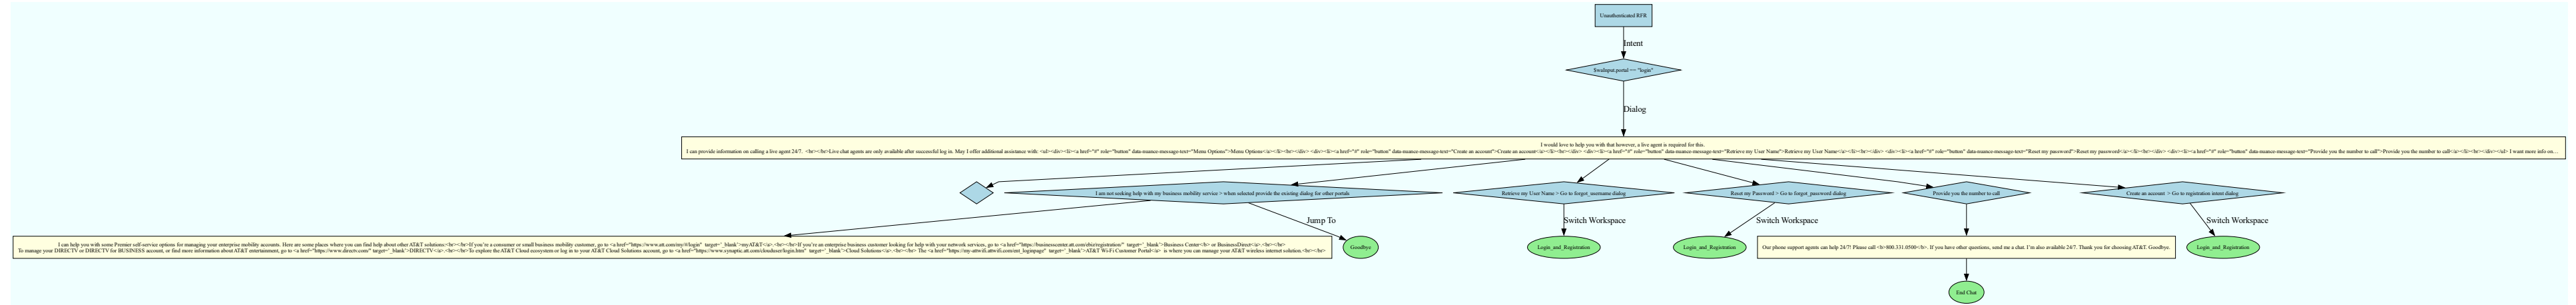 Unauthenticated RFR
Intent
SwaInput.portal == "login"
Dialog
I would love to help you with that however, a live agent is required for this.
I can provide information on calling a live agent 24/7. <br></br>Live chat agents are only available after successful log in. May I offer additional assistance with: <ul><div><li><a href="#" role="button" data-nuance-message-text="Menu Options">Menu Options</a></li><br></div> <div><li><a href="#" role="button" data-nuance-message-text="Create an account">Create an account</a></li><br></div> <div><li><a href="#" role="button" data-nuance-message-text="Retrieve my User Name">Retrieve my User Name</a></li><br></div> <div><li><a href="#" role="button" data-nuance-message-text="Reset my password">Reset my password</a></li><br></div> <div><li><a href="#" role="button" data-nuance-message-text="Provide you the number to call">Provide you the number to call</a></li><br></div></ul> I want more info on...
I am not seeking help with my business mobility service > when selected provide the existing dialog for other portals
Retrieve my User Name > Go to forgot_username dialog
Reset my Password > Go to forgot_password dialog
Provide you the number to call
Create an account > Go to registration intent dialog
Jump To
Switch Workspace
Switch Workspace
Switch Workspace
I can help you with some Premier self-service options for managing your enterprise mobility accounts. Here are some places where you can find help about other AT&T solutions:<br></br>If you're a consumer or small business mobility customer, go to <a href="https://www.att.com/my/#/login" target='_blank'>myAT&T</a>.<br></br>If you're an enterprise business customer looking for help with your network services, go to <a href="https://businesscenter.att.com/ebiz/registration/" target='_blank'>Business Center</b> or BusinessDirect</a>.<br></br>
To manage your DIRECTV or DIRECTV for BUSINESS account, or find more information about AT&T entertainment, go to <a href="https://www.directv.com/" target='_blank'>DIRECTV</a>.<br></br>To explore the AT&T Cloud ecosystem or log in to your AT&T Cloud Solutions account, go to <a href="https://www.synaptic.att.com/clouduser/login.htm" target='_blank'>Cloud Solutions</a>.<br></br> The <a href="https://my-attwifi.attwifi.com/ent_loginpage" target='_blank'>AT&T Wi-Fi Customer Portal</a> is where you can manage your AT&T wireless internet solution.<br></br>
Goodbye
Login_and_Registration
Login_and_Registration
Our phone support agents can help 24/7! Please call <b>800.331.0500</b>. If you have other questions, send me a chat. I'm also available 24/7. Thank you for choosing AT&T. Goodbye.
Login_and_Registration
End Chat